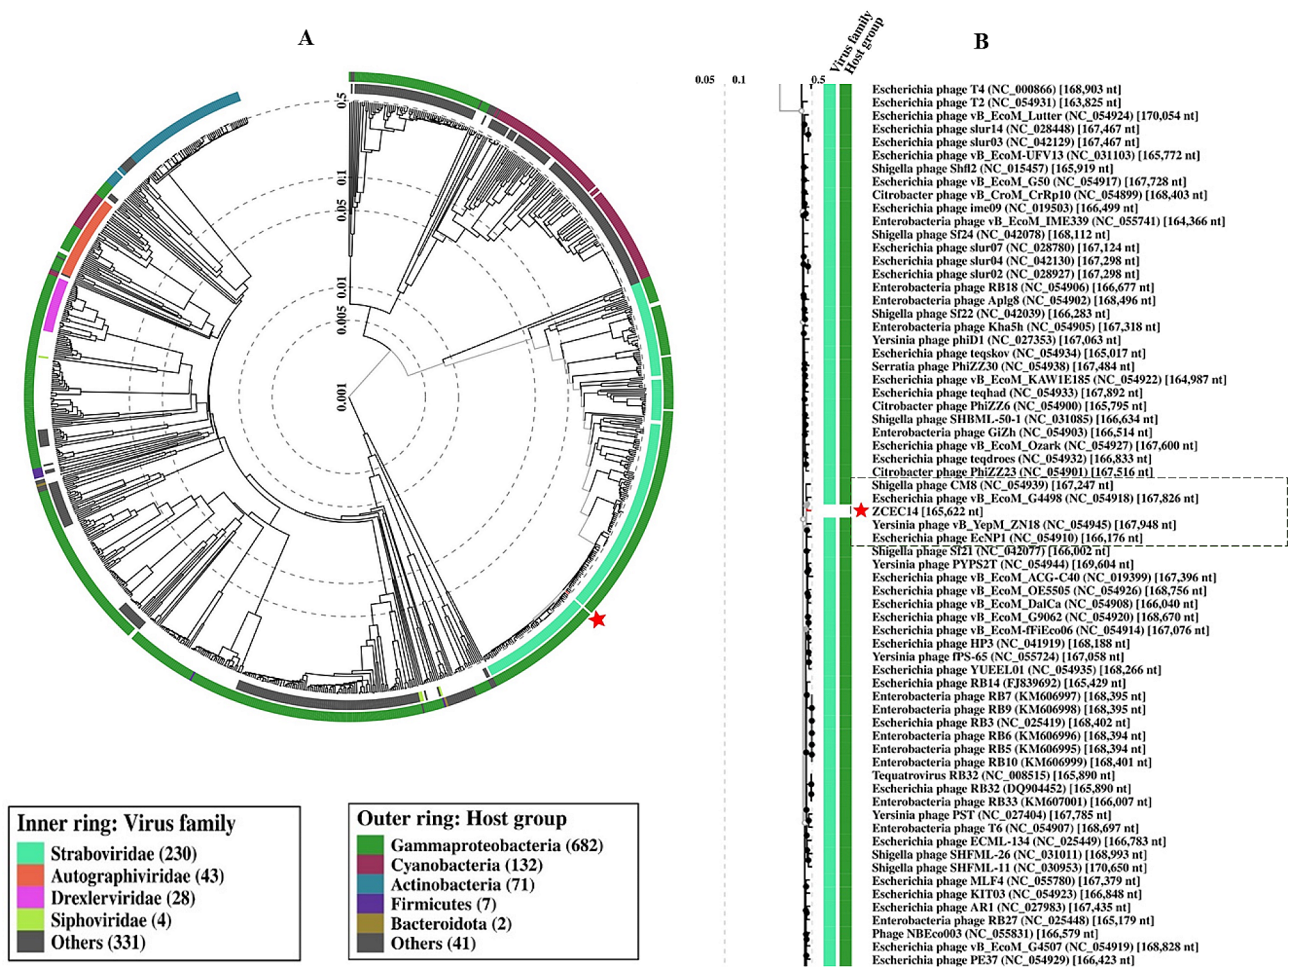 A
0.5
0.1
0.05
0.01
0.005
0.001
Inner ring: Virus family
Straboviridae (230)
Autographiviridae (43)
Drexlerviridae (28)
Siphoviridae (4)
Others (331)
Outer ring: Host group
Gammaproteobacteria (682)
Cyanobacteria (132)
Actinobacteria (71)
Firmicutes (7)
Bacteroidota (2)
Others (41)
B
Virus family
Host group
0.05 0.1 0.5
Escherichia phage T4 (NC_000866) [168,903 nt]
Escherichia phage T2 (NC_054931) [163,825 nt]
Escherichia phage vB_EcoM_Lutter (NC_054924) [170,054 nt]
Escherichia phage slur14 (NC_028448) [167,467 nt]
Escherichia phage slur03 (NC_042129) [167,467 nt]
Escherichia phage vB_EcoM-UFV13 (NC_031103) [165,772 nt]
Shigella phage Shfl2 (NC_015457) [165,919 nt]
Escherichia phage vB_EcoM_G50 (NC_054917) [167,728 nt]
Citrobacter phage vB_CroM_CrRp10 (NC_054899) [168,403 nt]
Escherichia phage ime09 (NC_019503) [166,499 nt]
Enterobacteria phage vB_EcoM_IME339 (NC_055741) [164,366 nt]
Shigella phage Sf24 (NC_042078) [168,112 nt]
Escherichia phage slur07 (NC_028780) [167,124 nt]
Escherichia phage slur04 (NC_042130) [167,298 nt]
Escherichia phage slur02 (NC_028927) [167,298 nt]
Enterobacteria phage RB18 (NC_054906) [166,677 nt]
Enterobacteria phage Aplg8 (NC_054902) [168,496 nt]
Shigella phage Sf22 (NC_042039) [166,283 nt]
Enterobacteria phage Kha5h (NC_054905) [167,318 nt]
Yersinia phage phiD1 (NC_027353) [167,063 nt]
Escherichia phage teqskov (NC_054934) [165,017 nt]
Serratia phage PhiZZ30 (NC_054938) [167,484 nt]
Escherichia phage vB_EcoM_KAW1E185 (NC_054922) [164,987 nt]
Escherichia phage teqhad (NC_054933) [167,892 nt]
Citrobacter phage PhiZZ6 (NC_054900) [165,795 nt]
Shigella phage SHBML-50-1 (NC_031085) [166,634 nt]
Enterobacteria phage GiZh (NC_054903) [166,514 nt]
Escherichia phage vB_EcoM_Ozark (NC_054927) [167,600 nt]
Escherichia phage teqdroes (NC_054932) [166,833 nt]
Citrobacter phage PhiZZ23 (NC_054901) [167,516 nt]
Shigella phage CM8 (NC_054939) [167,247 nt]
Escherichia phage vB_EcoM_G4498 (NC_054918) [167,826 nt]
ZCEC14 [165,622 nt]
Yersinia phage vB_YepM_ZN18 (NC_054945) [167,948 nt]
Escherichia phage EcNP1 (NC_054910) [166,176 nt]
Shigella phage Sf21 (NC_042077) [166,002 nt]
Yersinia phage PYPS2T (NC_054944) [169,604 nt]
Escherichia phage vB_EcoM_ACG-C40 (NC_019399) [167,396 nt]
Escherichia phage vB_EcoM_OE5505 (NC_054926) [168,756 nt]
Escherichia phage vB_EcoM_DalCa (NC_054908) [166,040 nt]
Escherichia phage vB_EcoM_G9062 (NC_054920) [168,670 nt]
Escherichia phage vB_EcoM-fFiEco06 (NC_054914) [167,076 nt]
Escherichia phage HP3 (NC_041919) [168,188 nt]
Yersinia phage fPS-65 (NC_055724) [167,058 nt]
Escherichia phage YUEEL01 (NC_054935) [168,266 nt]
Escherichia phage RB14 (FJ839692) [165,429 nt]
Enterobacteria phage RB7 (KM606997) [168,395 nt]
Enterobacteria phage RB9 (KM606998) [168,395 nt]
Escherichia phage RB3 (NC_025419) [168,402 nt]
Enterobacteria phage RB6 (KM606996) [168,394 nt]
Enterobacteria phage RB5 (KM606995) [168,394 nt]
Enterobacteria phage RB10 (KM606999) [168,401 nt]
Tequatrovirus RB32 (NC_008515) [165,890 nt]
Escherichia phage RB32 (DQ904452) [165,890 nt]
Enterobacteria phage RB33 (KM607001) [166,007 nt]
Yersinia phage PST (NC_027404) [167,785 nt]
Enterobacteria phage T6 (NC_054907) [168,697 nt]
Escherichia phage ECML-134 (NC_025449) [166,783 nt]
Shigella phage SHFML-26 (NC_031011) [168,993 nt]
Shigella phage SHFML-11 (NC_030953) [170,650 nt]
Escherichia phage MLF4 (NC_055780) [167,379 nt]
Escherichia phage KIT03 (NC_054923) [166,848 nt]
Escherichia phage AR1 (NC_027983) [167,435 nt]
Enterobacteria phage RB27 (NC_025448) [165,179 nt]
Phage NBEco003 (NC_055831) [166,579 nt]
Escherichia phage vB_EcoM_G4507 (NC_054919) [168,828 nt]
Escherichia phage PE37 (NC_054929) [166,423 nt]